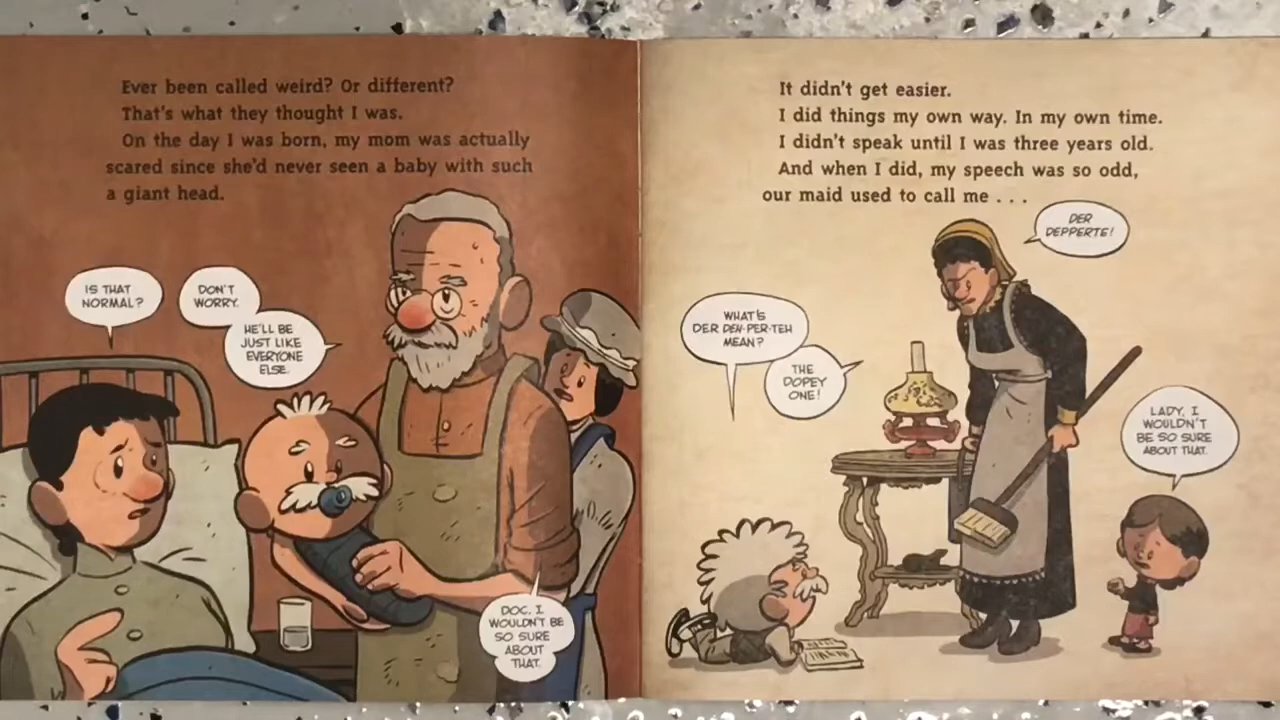 Ever been called weird? Or different?
That's what they thought I was.
On the day I was born, my mom was actually
scared since she'd never seen a baby with such
a giant head.
IS THAT
NORMAL?
DON'T
WORRY.
HE'LL BE
JUST LIKE
EVERYONE
ELSE.
DOC, I
WOULDN'T BE
SO SURE
ABOUT
THAT.
It didn't get easier.
I did things my own way. In my own time.
I didn't speak until I was three years old.
And when I did, my speech was so odd,
our maid used to call me . . .
DER
DEPPERTE!
WHAT'S
DER DEH-PER-TEH
MEAN?
THE
DOPEY
ONE!
LADY, I
WOULDN'T
BE SO SURE
ABOUT THAT.